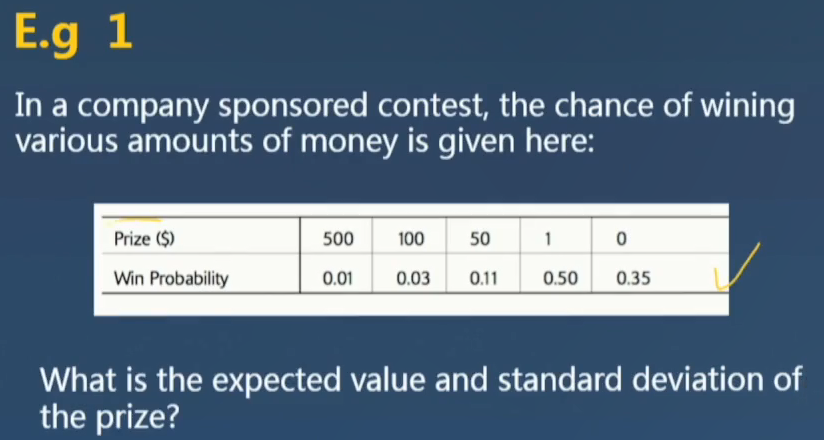 E.g 1
In a company sponsored contest, the chance of wining
various amounts of money is given here:
Prize ($) 500 100 50 1 0
Win Probability 0.01 0.03 0.11 0.50 0.35
What is the expected value and standard deviation of
the prize?